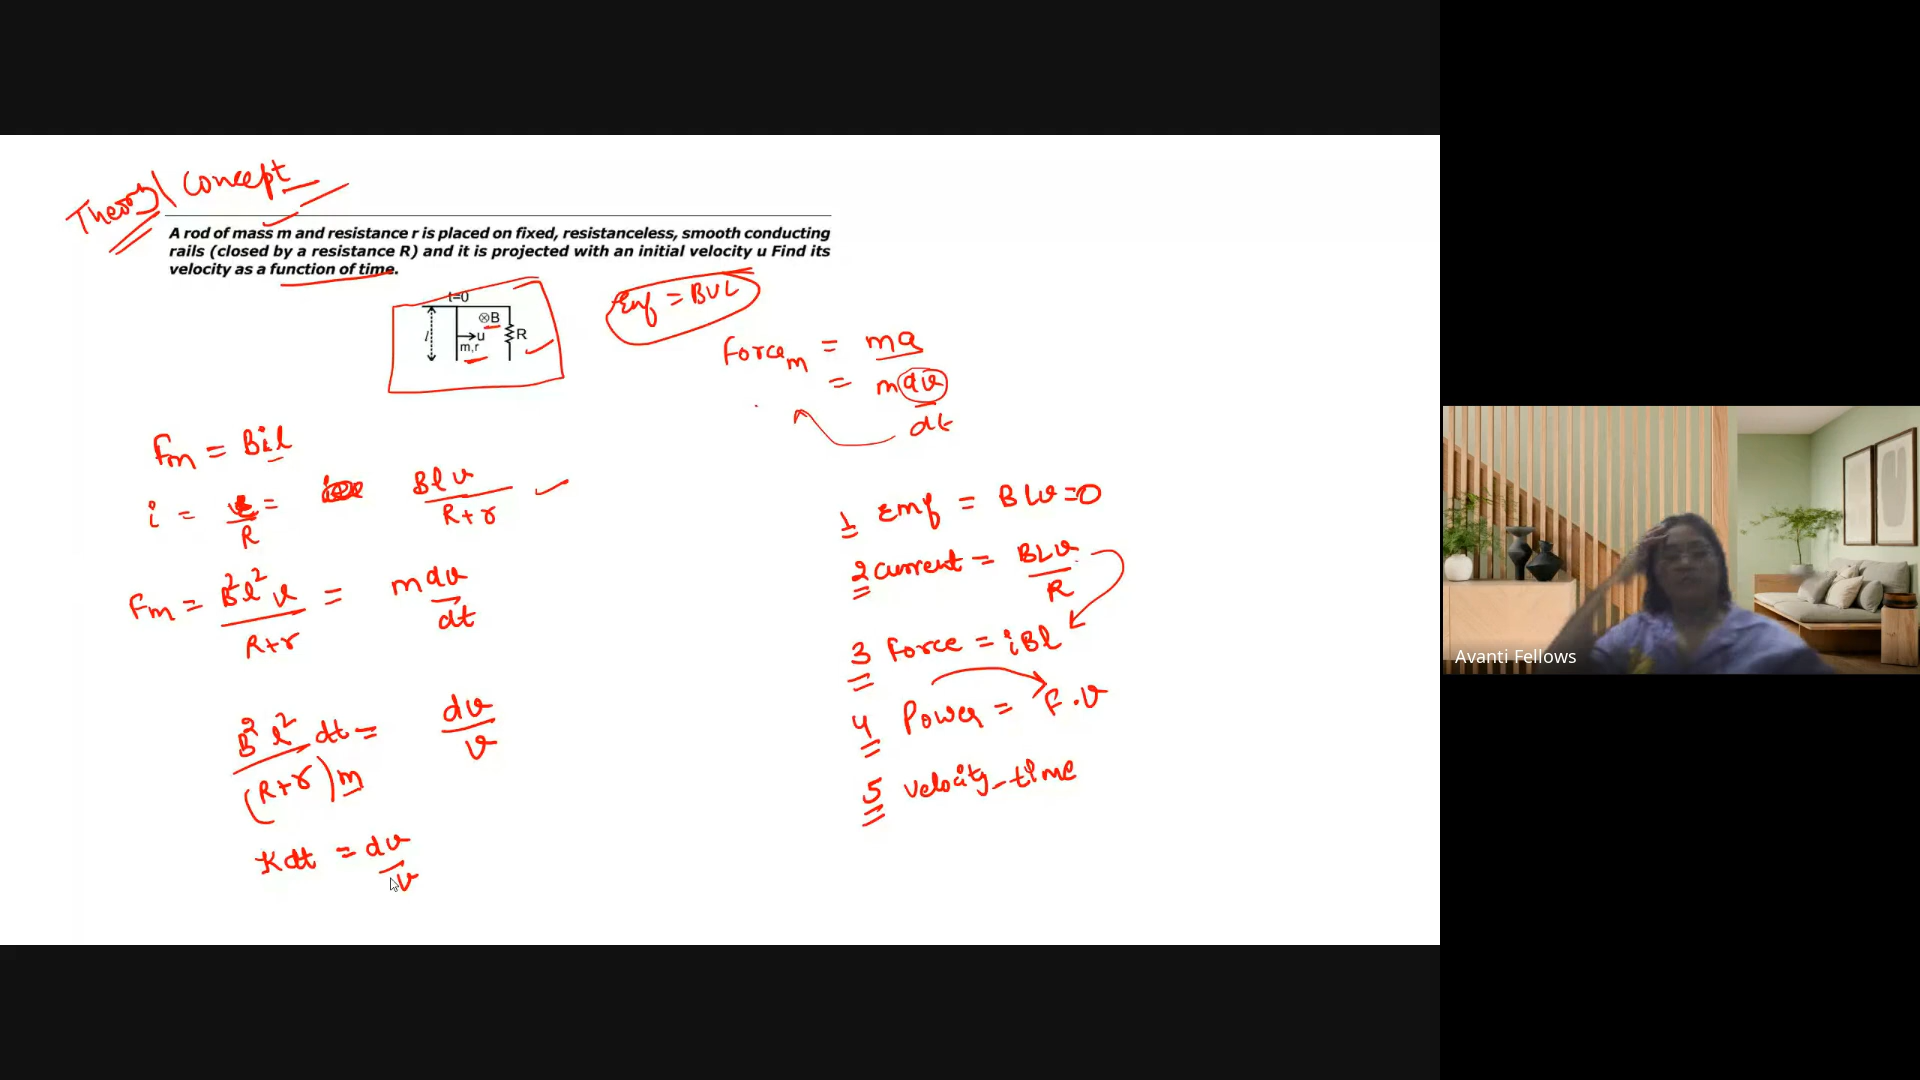 Theory/ Concept
A rod of mass m and resistance r is placed on fixed, resistanceless, smooth conducting
rails (closed by a resistance R) and it is projected with an initial velocity u Find its
velocity as a function of time.
t=0
⊗B
l
u
R
m,r
Emf = BVL
Force_m = ma
= m dv/dt
F_m = Bil
i = /R = Blv/(R+r)
F_m = B²l²v/(R+r) = m dv/dt
B²l²/((R+r)m) dt = dv/v
K dt = dv/v
1 Emf = BLv=0
2 current = BLv/R
3 Force = iBl
4 Power = F.v
5 Velocity-time
Avanti Fellows